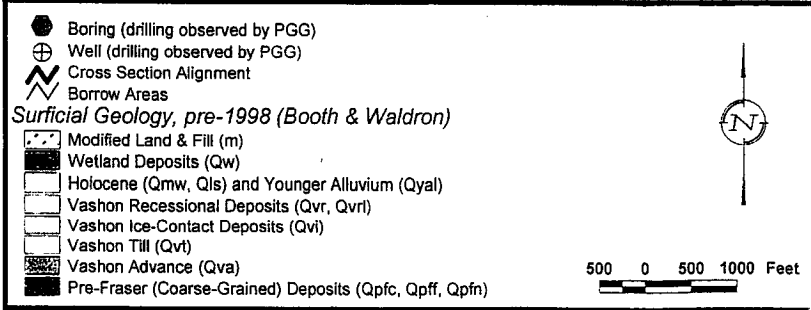 Boring (drilling observed by PGG)
Well (drilling observed by PGG)
Cross Section Alignment
Borrow Areas
Surficial Geology, pre-1998 (Booth & Waldron)
Modified Land & Fill (m)
Wetland Deposits (Qw)
Holocene (Qmw, Qls) and Younger Alluvium (Qyal)
Vashon Recessional Deposits (Qvr, Qvrl)
Vashon Ice-Contact Deposits (Qvi)
Vashon Till (Qvt)
Vashon Advance (Qva)
Pre-Fraser (Coarse-Grained) Deposits (Qpfc, Qpff, Qpfn)
N
500 0 500 1000 Feet